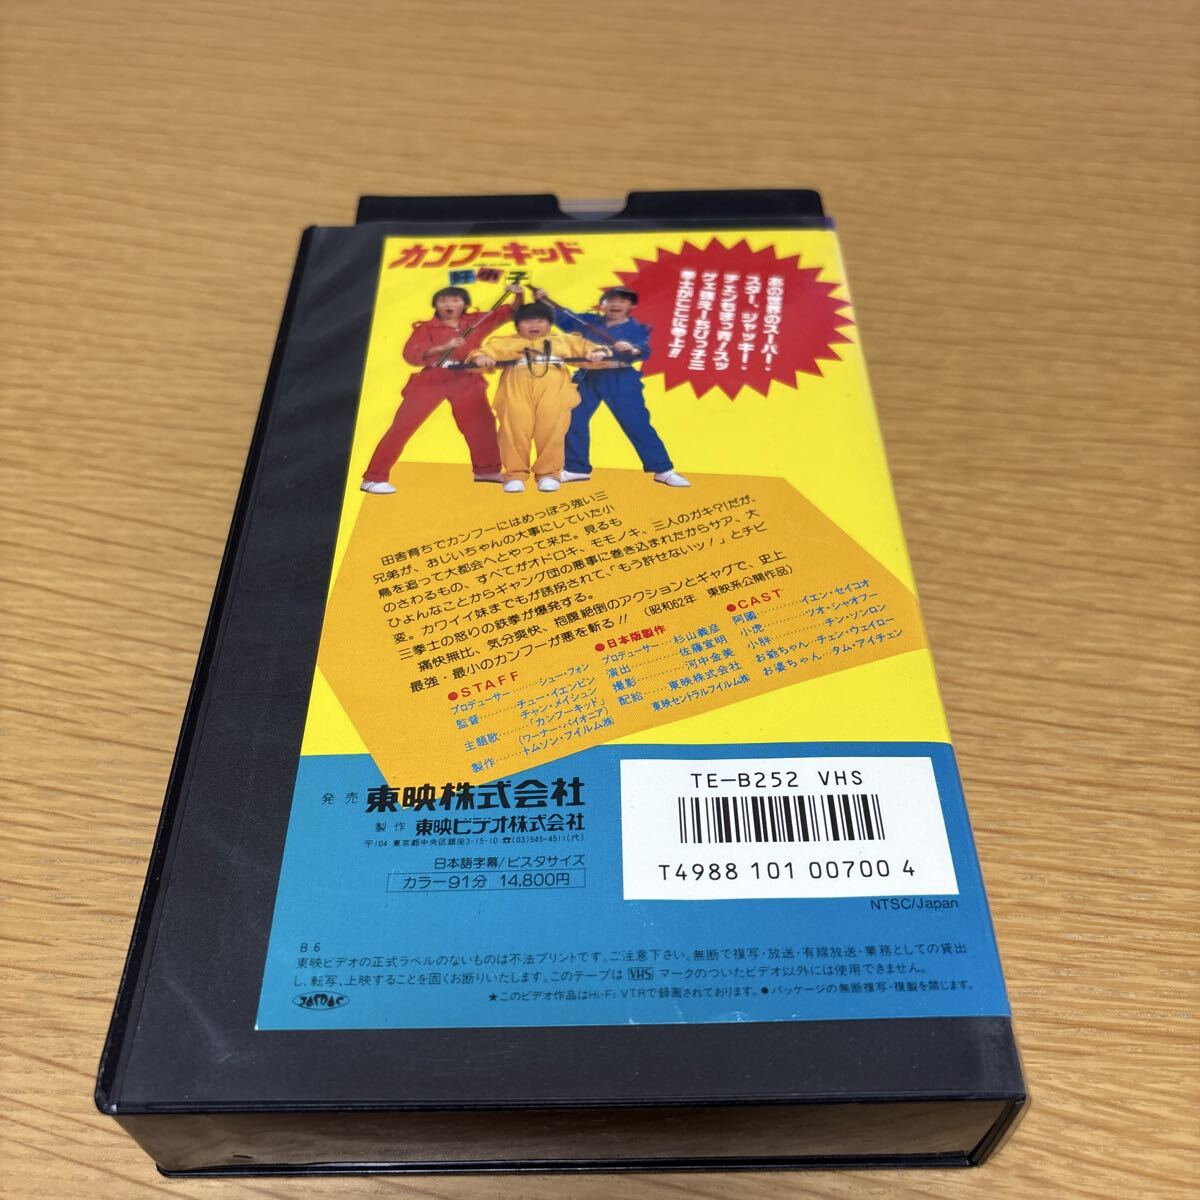 カンフーキッド
好小子
あの世界のスーパー・
スター、ジャッキー・
チェンもまっ青!スッ
ゲェ強えーちびっ子三
拳士がここに参上!!
田舎育ちでカンフーにはめっぽう強い三
兄弟が、おじいちゃんの大事にしていた小
鳥を追って大都会へとやって来た。見るも
のさわるもの、すべてがオドロキ、モモノキ、三人のガキ?!だが、
ひょんなことからギャング団の悪事に巻き込まれたからサア、大
変。カワイイ妹までもが誘拐されて、「もう許せないッ!」とチビ
三拳士の怒りの鉄拳が爆発する。
痛快無比、気分爽快、抱腹絶倒のアクションとギャグで、史上
最強・最小のカンフーが悪を斬る!! (昭和62年 東映系公開作品)
●STAFF
プロデューサー……シュー・フォン
監督………チュー・イエンピン
チャン・メイシュン
主題歌……「カンフーキッド」
(ワーナー・パイオニア)
製作……トムソン・フイルム㈱
●日本版製作
プロデューサー……杉山義彦
演出………佐藤宣明
撮影………河中金美
配給……東映株式会社
東映セントラルフイルム㈱
●CAST
阿國………イエン・セイコオ
小虎………ツオ・シャオフー
小胖………チン・ソンロン
お爺ちゃん…チェン・ウェイロー
お婆ちゃん…タム・アイチェン
発売 東映株式会社
製作 東映ビデオ株式会社
〒104 東京都中央区銀座3-15-10 ☎(03)545-4511(代)
日本語字幕/ビスタサイズ
カラー91分 14,800円
TE-B252 VHS
T4988 101 00700 4
NTSC/Japan
B6
東映ビデオの正式ラベルのないものは不法プリントです。ご注意下さい。無断で複写・放送・有線放送・業務としての貸出
し、転写、上映することを固くお断りいたします。このテープは VHS マークのついたビデオ以外には使用できません。
★このビデオ作品はHi-Fi VTRで録画されております。●パッケージの無断複写・複製を禁じます。
JASRAC